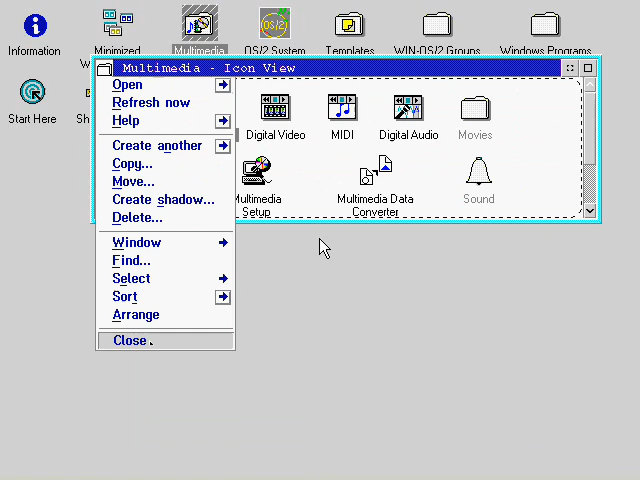 Information
Minimized
Multimedia
OS/2 System
Templates
WIN-OS/2 Groups
Windows Programs
OS/2
Start Here
Multimedia - Icon View
Open
Refresh now
Help
Create another
Copy...
Move...
Create shadow...
Delete...
Window
Find...
Select
Sort
Arrange
Close
Digital Video
MIDI
Digital Audio
Movies
Multimedia
Setup
Multimedia Data
Converter
Sound